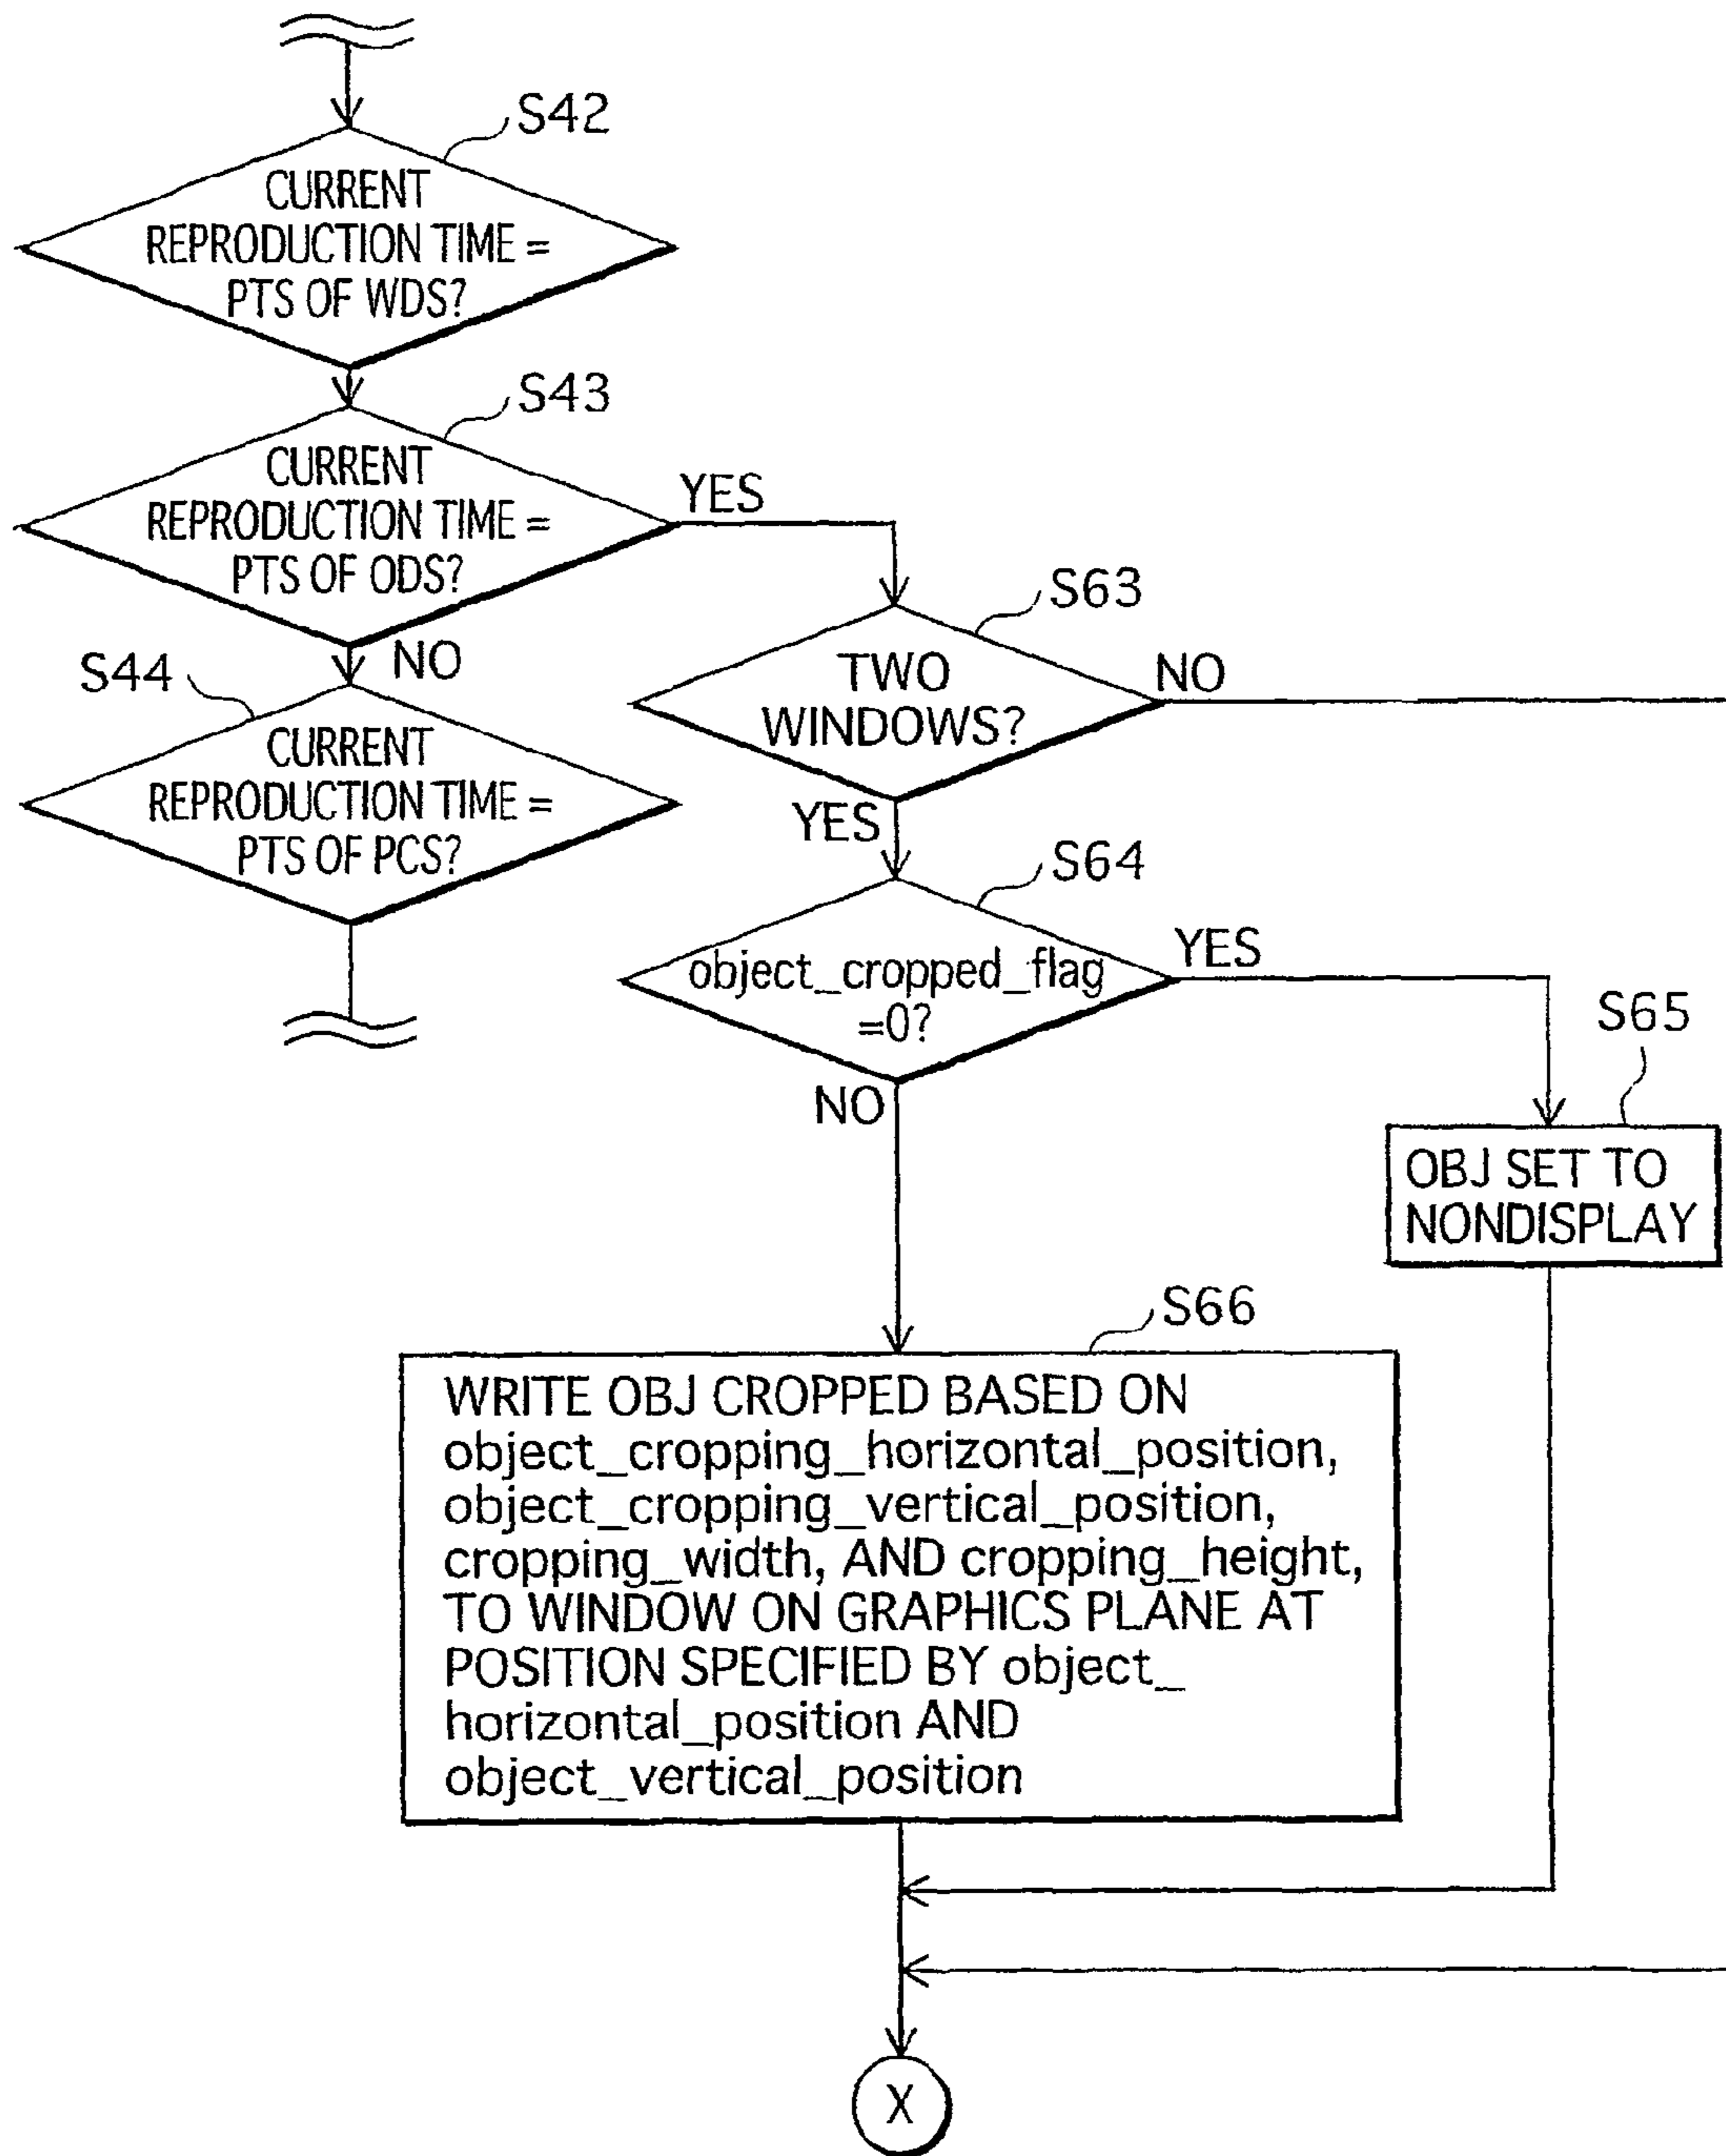 S42
CURRENT
REPRODUCTION TIME =
PTS OF WDS?
S43
CURRENT
REPRODUCTION TIME =
PTS OF ODS?
YES
NO
S44
CURRENT
REPRODUCTION TIME =
PTS OF PCS?
S63
TWO
WINDOWS?
NO
YES
S64
object_cropped_flag
=0?
YES
NO
S65
OBJ SET TO
NONDISPLAY
S66
WRITE OBJ CROPPED BASED ON
object_cropping_horizontal_position,
object_cropping_vertical_position,
cropping_width, AND cropping_height,
TO WINDOW ON GRAPHICS PLANE AT
POSITION SPECIFIED BY object_
horizontal_position AND
object_vertical_position
X